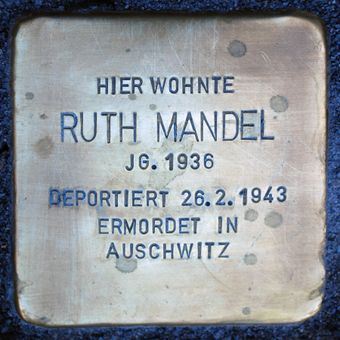 HIER WOHNTE
RUTH MANDEL
JG. 1936
DEPORTIERT 26.2.1943
ERMORDET IN
AUSCHWITZ